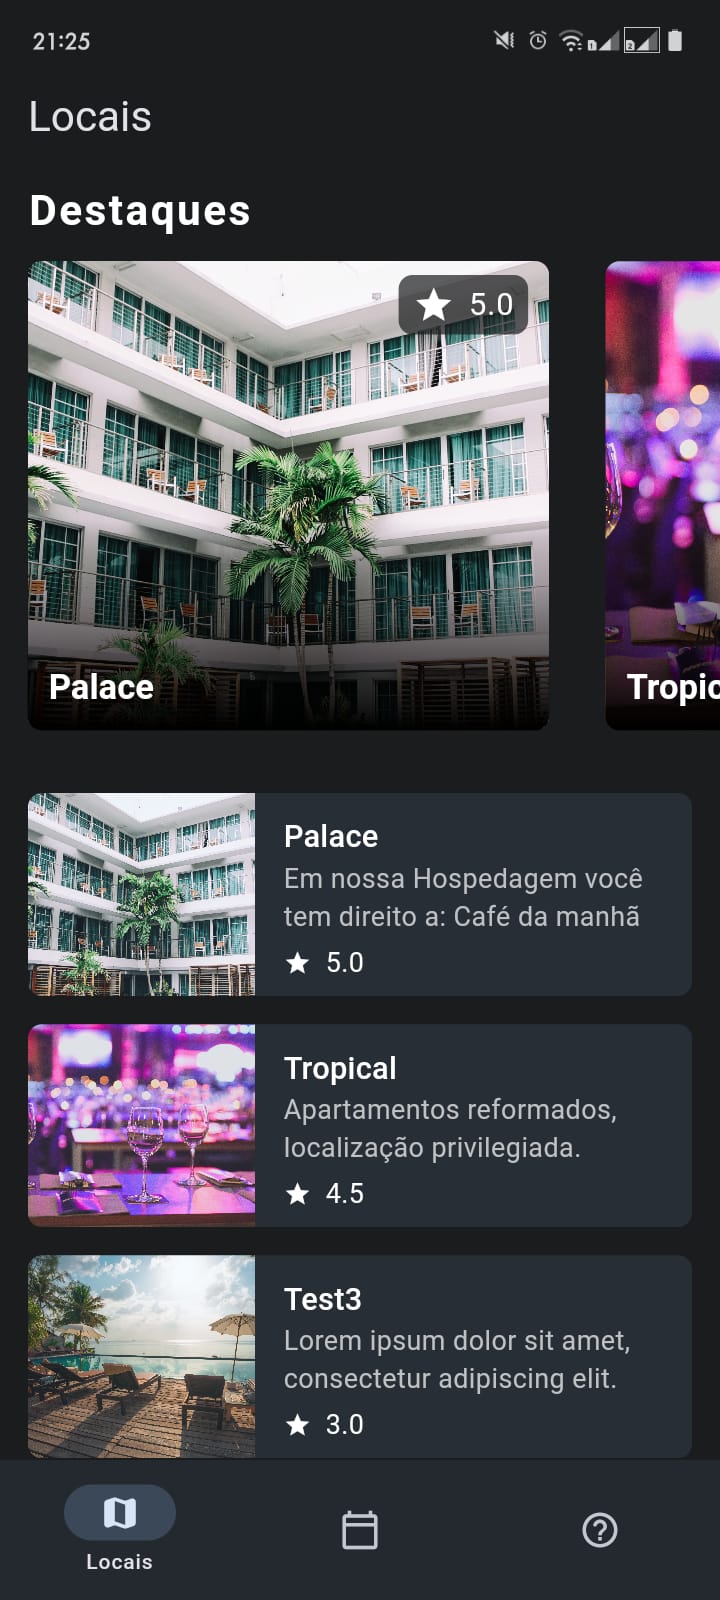 21:25
Locais
Destaques
5.0
Palace
Palace
Em nossa Hospedagem você
tem direito a: Café da manhã
5.0
Tropical
Apartamentos reformados,
localização privilegiada.
4.5
Test3
Lorem ipsum dolor sit amet,
consectetur adipiscing elit.
3.0
Locais